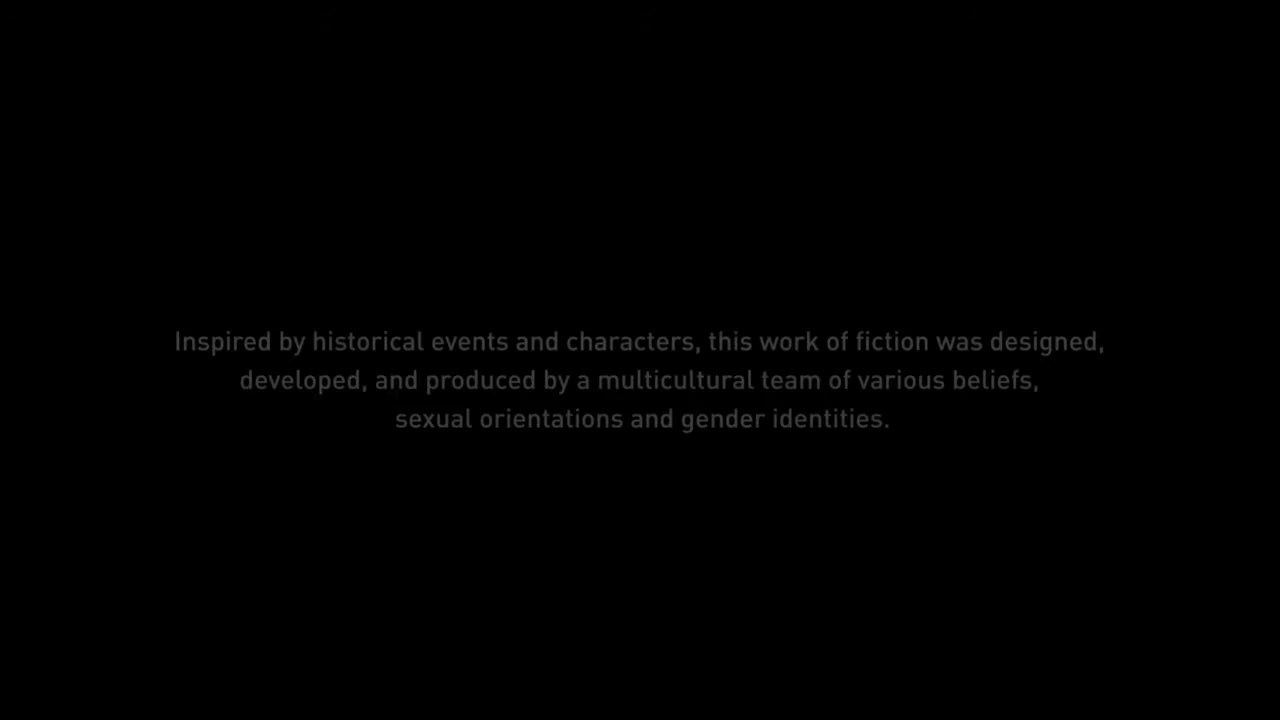 Inspired by historical events and characters, this work of fiction was designed,
developed, and produced by a multicultural team of various beliefs,
sexual orientations and gender identities.